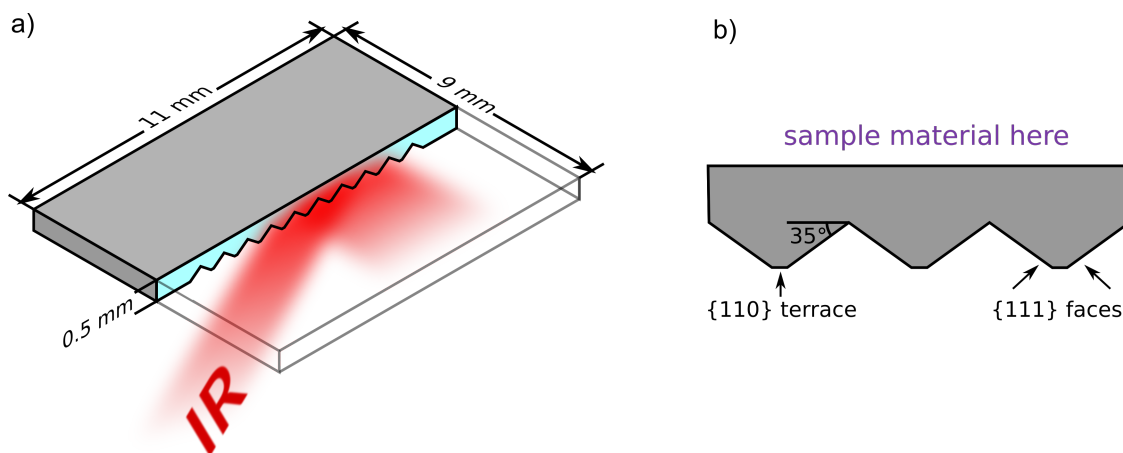 a)
11 mm
9 mm
0.5 mm
IR
b)
sample material here
35°
{110} terrace
{111} faces